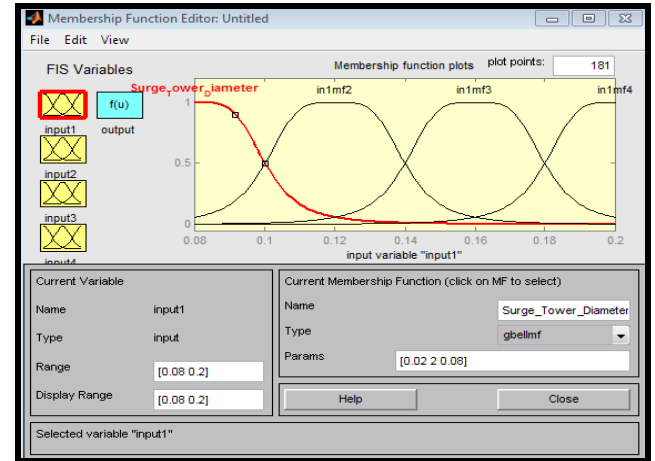 Membership Function Editor: Untitled
File Edit View
FIS Variables
Membership function plots plot points: 181
f(u)
Surge_Tower_Diameter in1mf2 in1mf3 in1mf4
input1 output
input2
input3
input4
1
0.5
0
0.08 0.1 0.12 0.14 0.16 0.18 0.2
input variable "input1"
Current Variable
Name input1
Type input
Range [0.08 0.2]
Display Range [0.08 0.2]
Current Membership Function (click on MF to select)
Name Surge_Tower_Diameter
Type gbellmf
Params [0.02 2 0.08]
Help Close
Selected variable "input1"